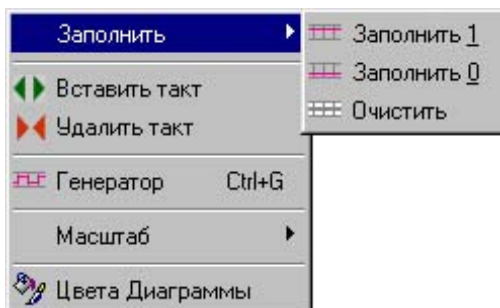 Заполнить
Заполнить 1
Заполнить 0
Очистить
Вставить такт
Удалить такт
Генератор Ctrl+G
Масштаб
Цвета Диаграммы